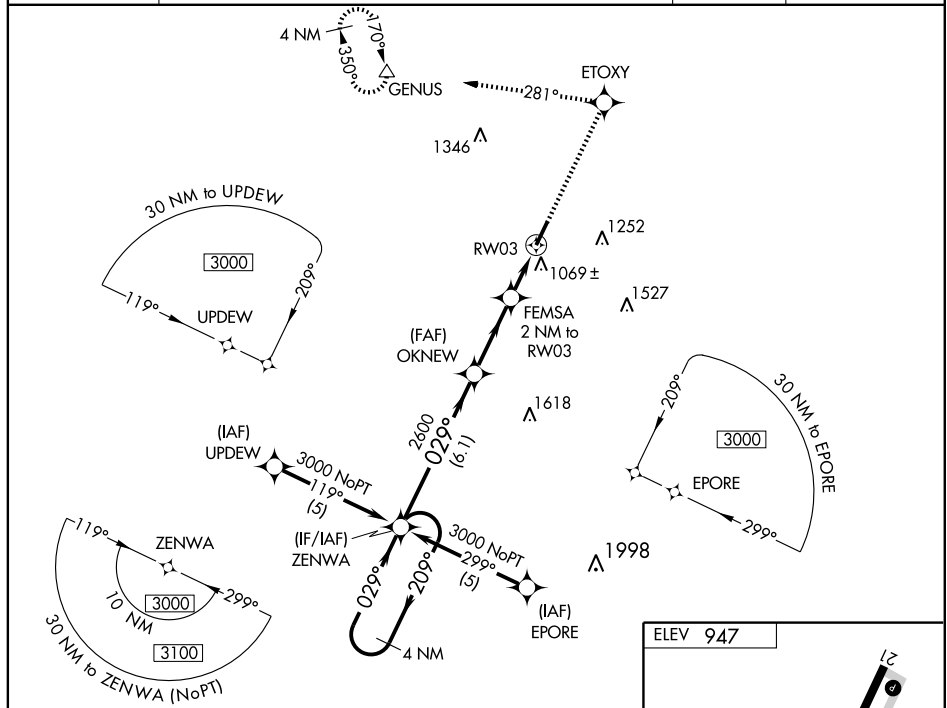 4 NM
170°
350°
GENUS
ETOXY
281°
1346
30 NM to UPDEW
3000
209°
119°
UPDEW
RW03
1252
1069 ±
1527
FEMSA
2 NM to
RW03
(FAF)
OKNEW
1618
30 NM to EPORE
209°
3000
EPORE
299°
2600
029°
(6.1)
(IAF)
UPDEW
3000 NoPT
119°
(5)
(IF/IAF)
ZENWA
3000 NoPT
299°
(5)
1998
(IAF)
EPORE
029°
209°
4 NM
119°
ZENWA
299°
3000
10 NM
3100
30 NM to ZENWA (NoPT)
ELEV 947
21
P